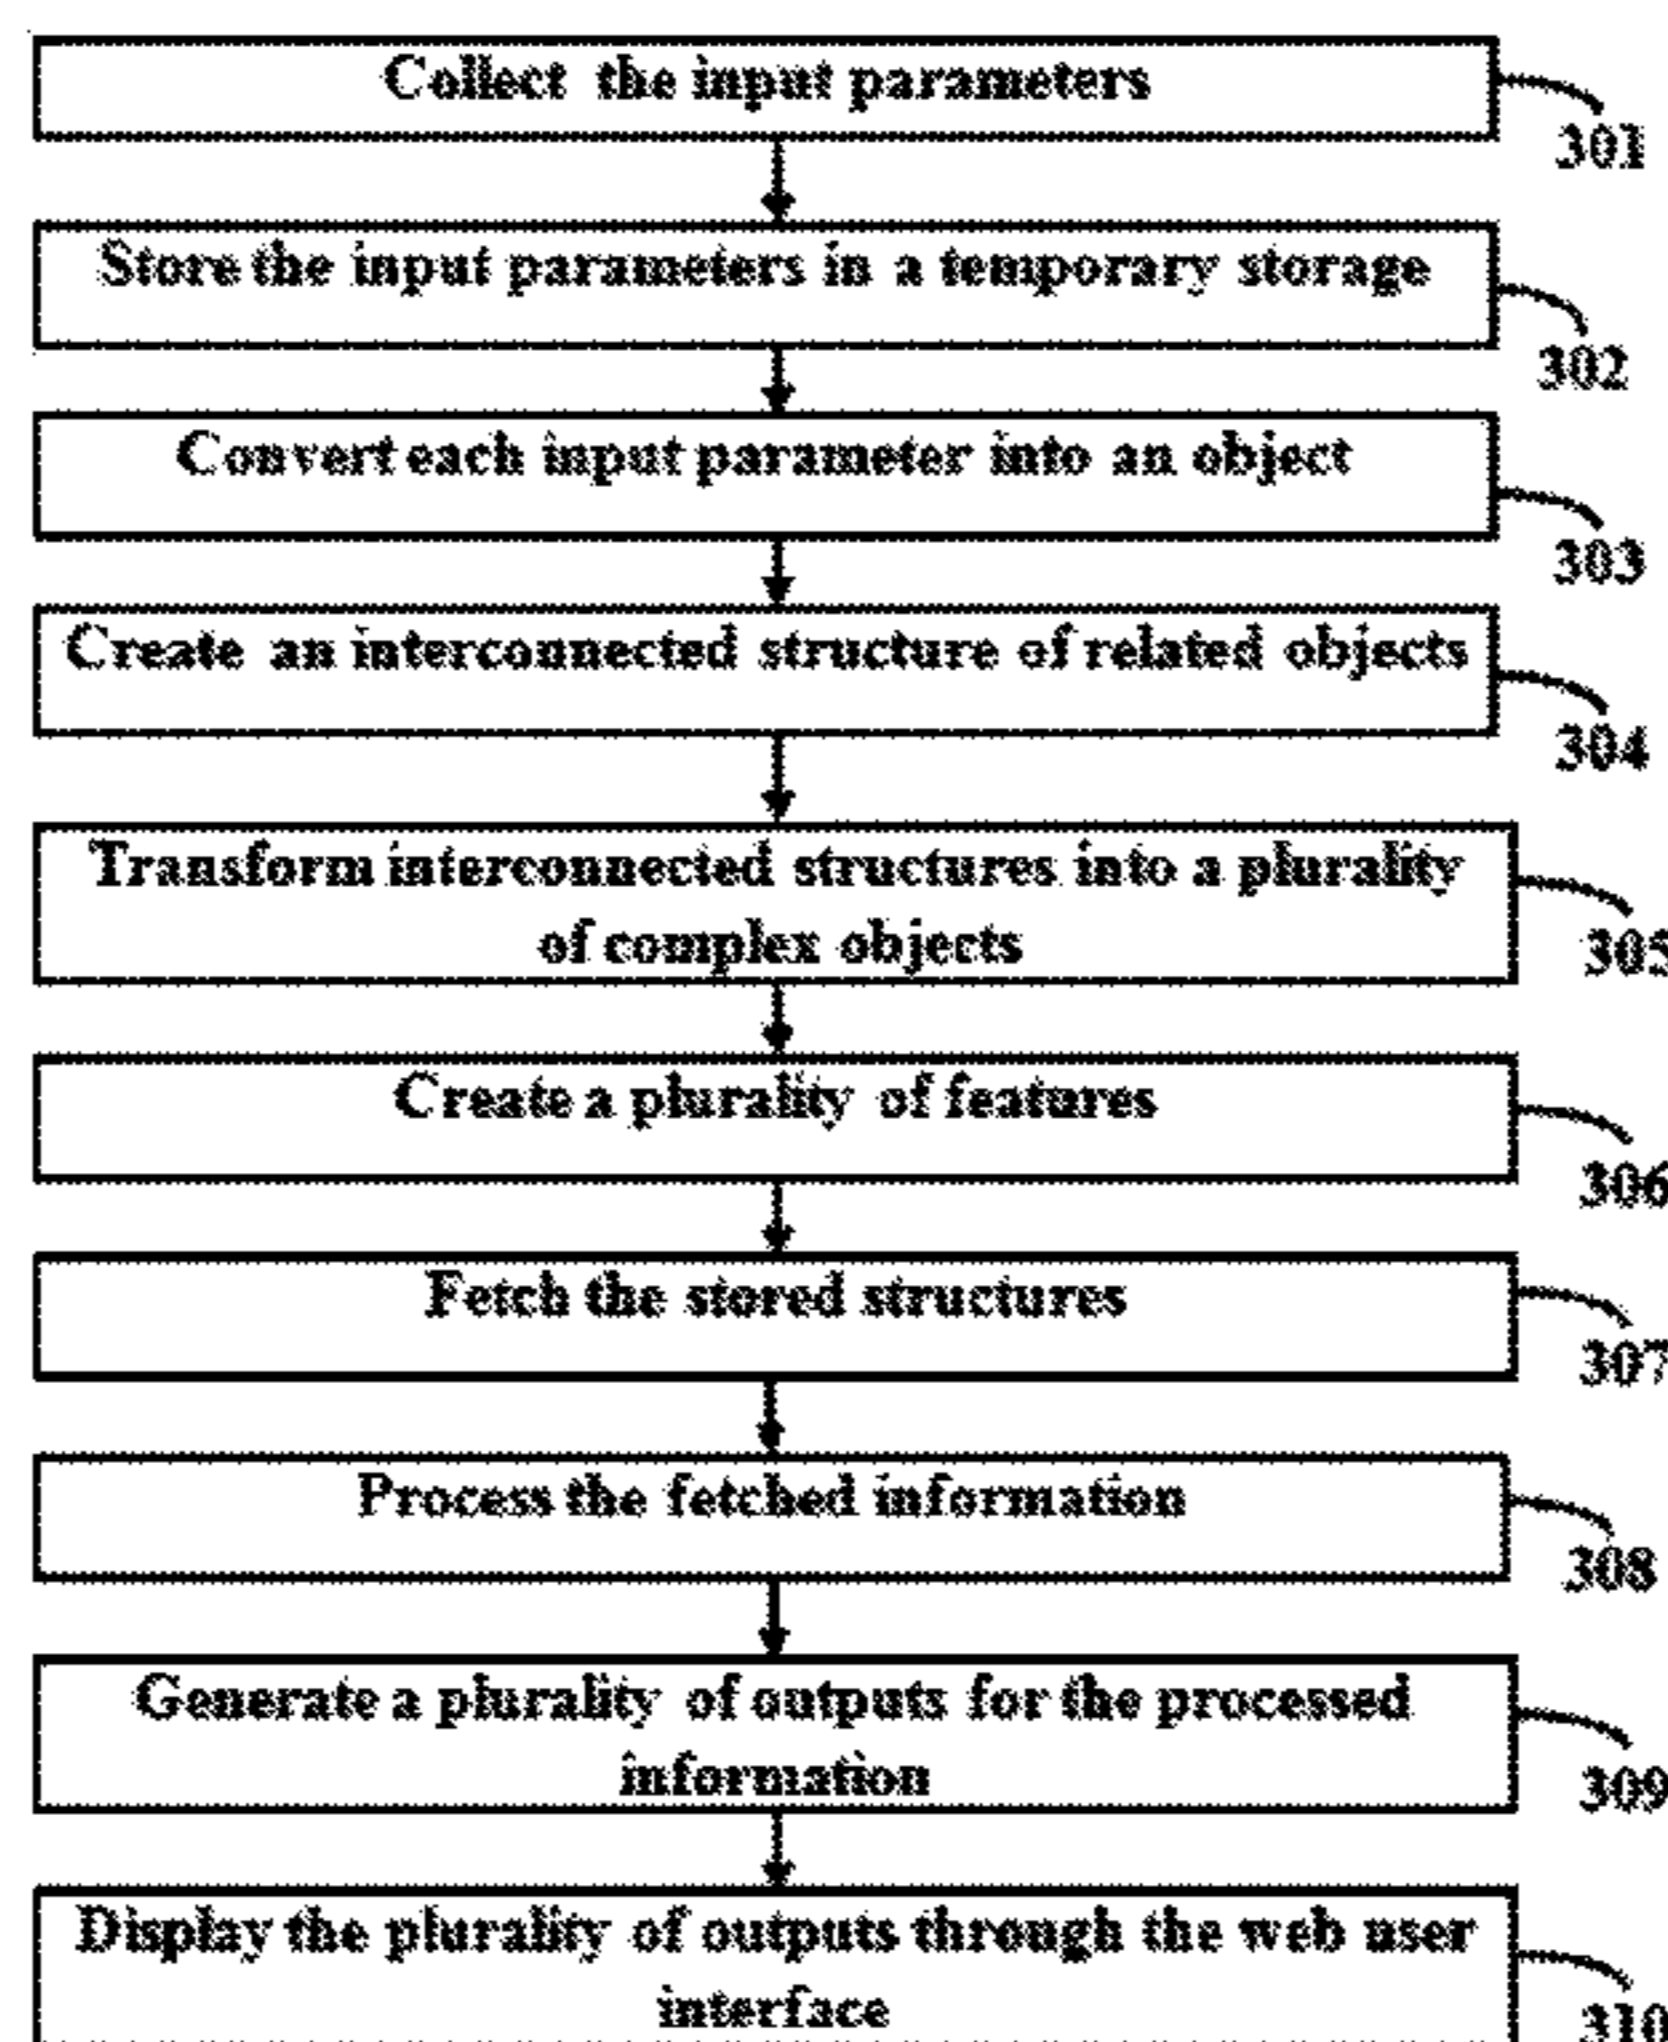 Collect the input parameters
301
Store the input parameters in a temporary storage
302
Convert each input parameter into an object
303
Create an interconnected structure of related objects
304
Transform interconnected structures into a plurality
of complex objects
305
Create a plurality of features
306
Fetch the stored structures
307
Process the fetched information
308
Generate a plurality of outputs for the processed
information
309
Display the plurality of outputs through the web user
interface
310